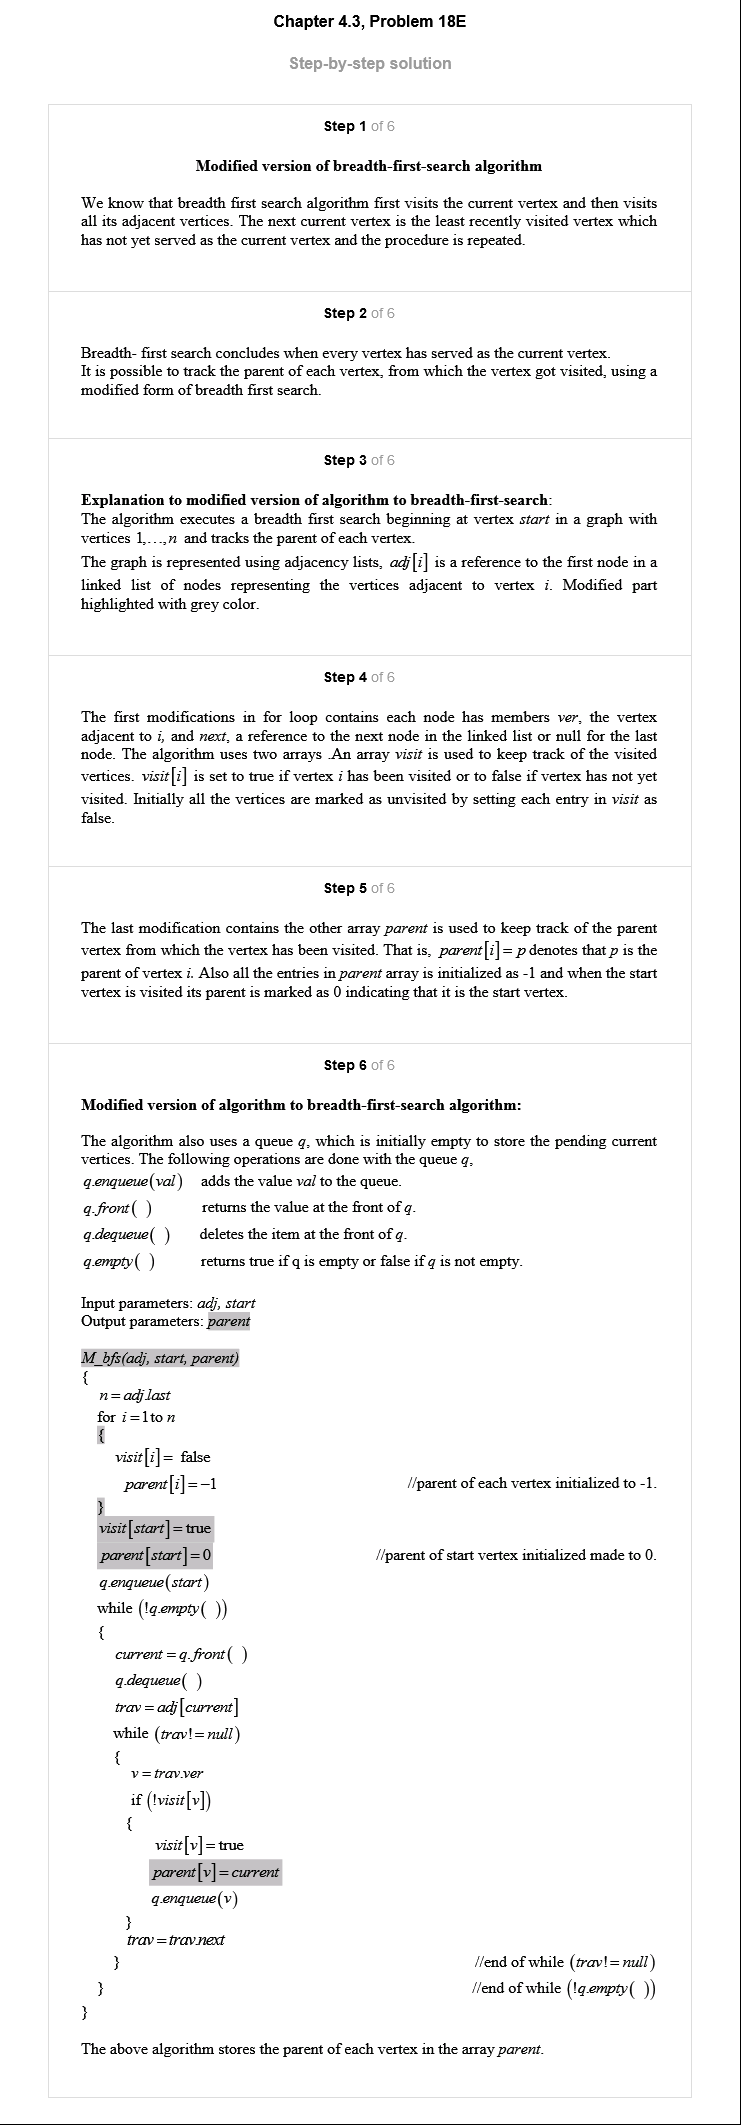 Chapter 4.3, Problem 18E
Step-by-step solution
Step 1 of 6
Modified version of breadth-first-search algorithm
We know that breadth first search algorithm first visits the current vertex and then visits
all its adjacent vertices. The next current vertex is the least recently visited vertex which
has not yet served as the current vertex and the procedure is repeated.
Step 2 of 6
Breadth- first search concludes when every vertex has served as the current vertex.
It is possible to track the parent of each vertex, from which the vertex got visited, using a
modified form of breadth first search.
Step 3 of 6
Explanation to modified version of algorithm to breadth-first-search:
The algorithm executes a breadth first search beginning at vertex start in a graph with
vertices 1,…,n and tracks the parent of each vertex.
The graph is represented using adjacency lists, adj[i] is a reference to the first node in a
linked list of nodes representing the vertices adjacent to vertex i. Modified part
highlighted with grey color.
Step 4 of 6
The first modifications in for loop contains each node has members ver, the vertex
adjacent to i, and next, a reference to the next node in the linked list or null for the last
node. The algorithm uses two arrays .An array visit is used to keep track of the visited
vertices. visit[i] is set to true if vertex i has been visited or to false if vertex has not yet
visited. Initially all the vertices are marked as unvisited by setting each entry in visit as
false.
Step 5 of 6
The last modification contains the other array parent is used to keep track of the parent
vertex from which the vertex has been visited. That is, parent[i]=p denotes that p is the
parent of vertex i. Also all the entries in parent array is initialized as -1 and when the start
vertex is visited its parent is marked as 0 indicating that it is the start vertex.
Step 6 of 6
Modified version of algorithm to breadth-first-search algorithm:
The algorithm also uses a queue q, which is initially empty to store the pending current
vertices. The following operations are done with the queue q,
q.enqueue(val) adds the value val to the queue.
q.front( ) returns the value at the front of q.
q.dequeue( ) deletes the item at the front of q.
q.empty( ) returns true if q is empty or false if q is not empty.
Input parameters: adj, start
Output parameters: parent
M_bfs(adj, start, parent)
{
n=adj.last
for i=1 to n
{
visit[i]= false
parent[i]=−1 //parent of each vertex initialized to -1.
}
visit[start]=true
parent[start]=0 //parent of start vertex initialized made to 0.
q.enqueue(start)
while (!q.empty( ))
{
current=q.front( )
q.dequeue( )
trav=adj[current]
while (trav!=null)
{
v=trav.ver
if (!visit[v])
{
visit[v]=true
parent[v]=current
q.enqueue(v)
}
trav=trav.next
} //end of while (trav!=null)
} //end of while (!q.empty( ))
}
The above algorithm stores the parent of each vertex in the array parent.